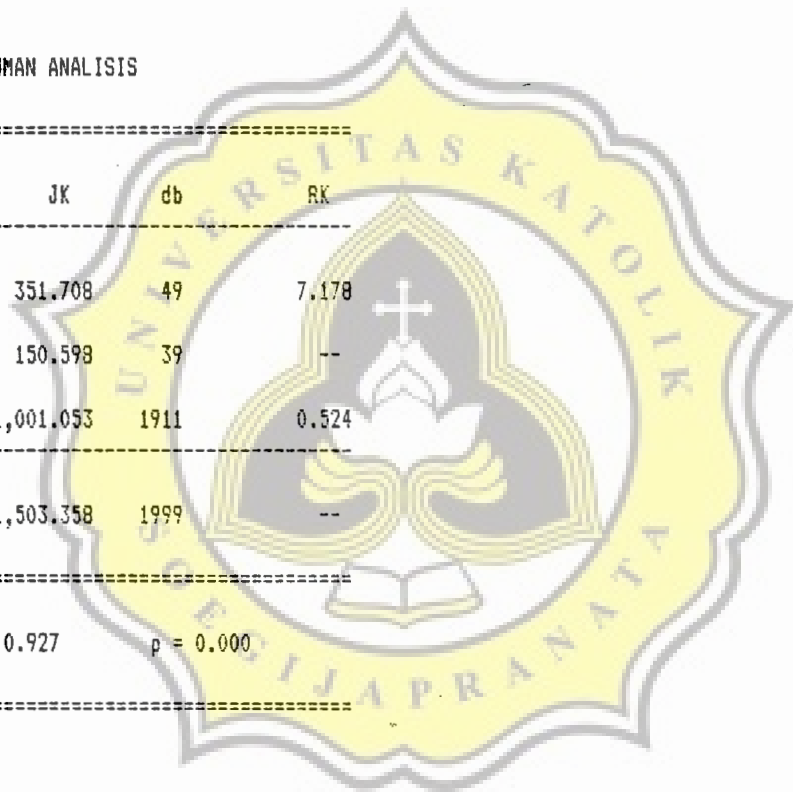 UMAN ANALISIS
JK db RK
351.708 49 7.178
150.598 39 --
,001.053 1911 0.524
,503.358 1999 --
0.927 p = 0.000
UNIVERSITAS KATOLIK
SOEGIJAPRANATA